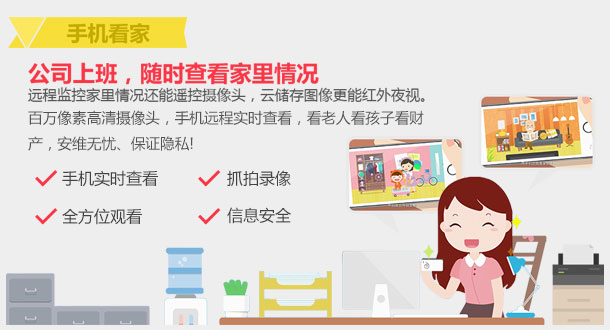 手机看家
公司上班，随时查看家里情况
远程监控家里情况还能遥控摄像头，云储存图像更能红外夜视。
百万像素高清摄像头，手机远程实时查看，看老人看孩子看财
产，安维无忧、保证隐私!
手机实时查看 抓拍录像
全方位观看 信息安全